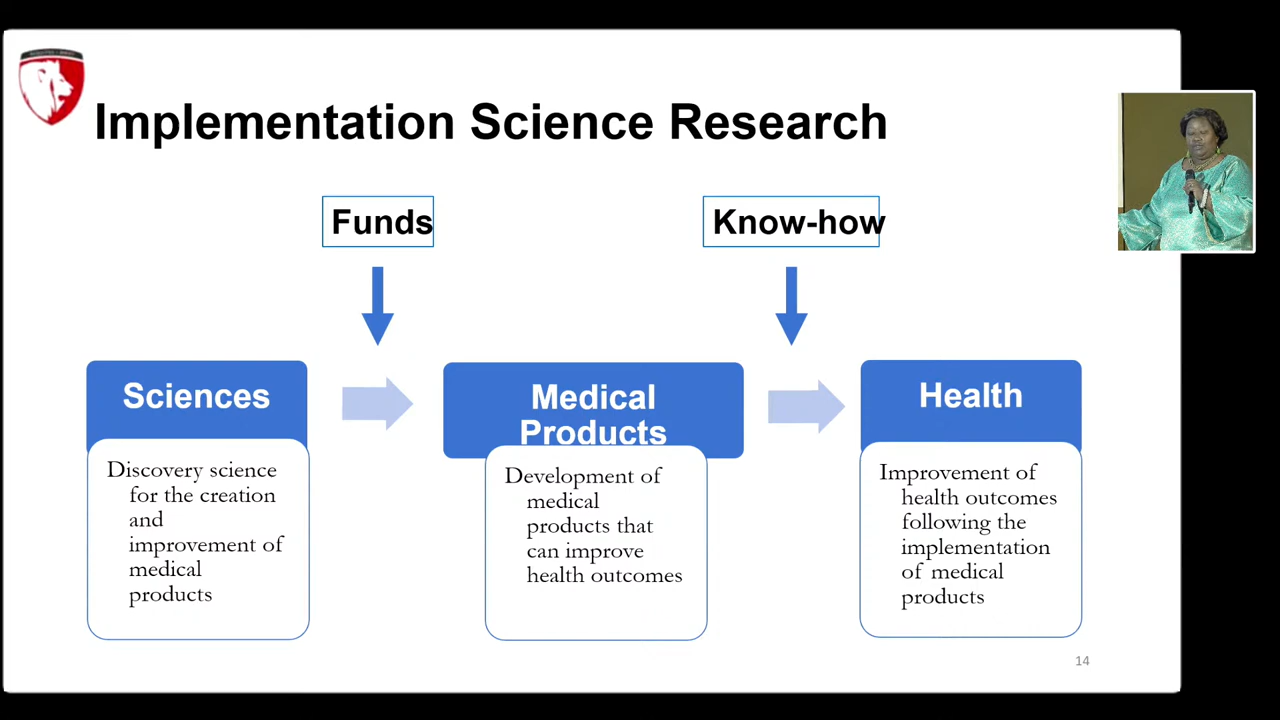 Implementation Science Research
Funds
Know-how
Sciences
Medical
Products
Health
Discovery science
for the creation
and
improvement of
medical
products
Development of
medical
products that
can improve
health outcomes
Improvement of
health outcomes
following the
implementation
of medical
products
14